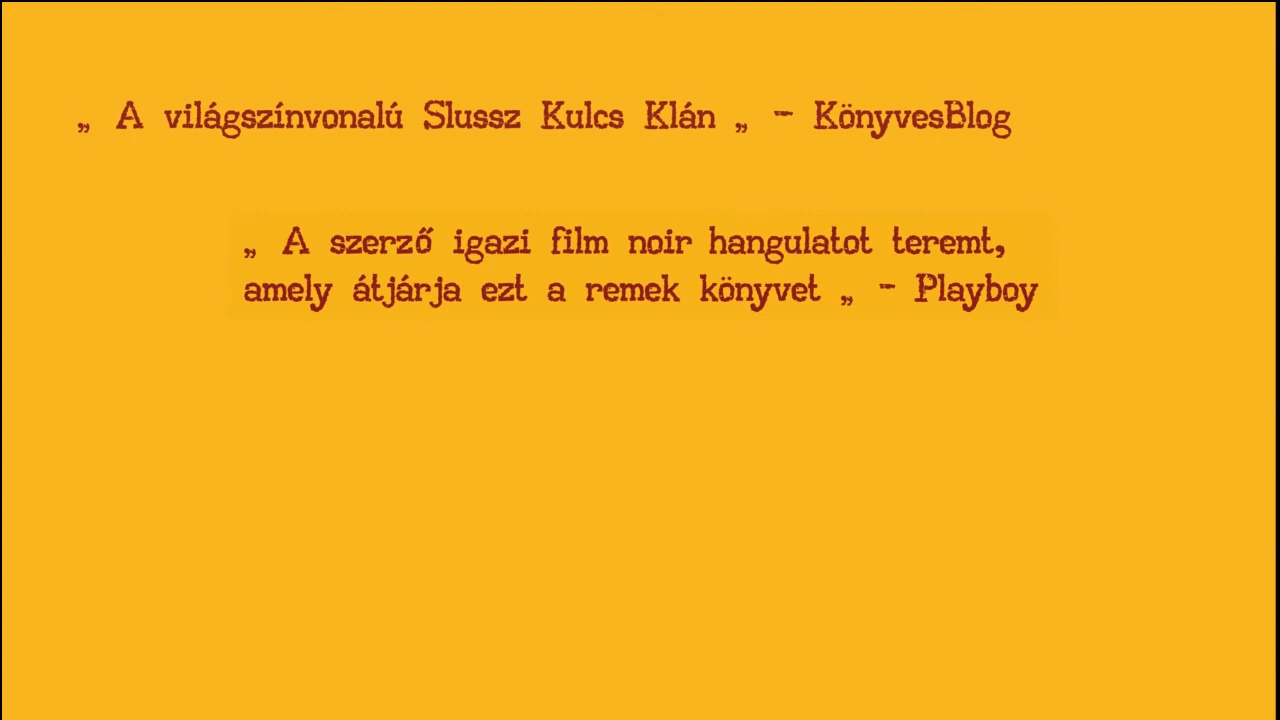 „ A világszínvonalú Slussz Kulcs Klán „ - KönyvesBlog
„ A szerző igazi film noir hangulatot teremt,
amely átjárja ezt a remek könyvet „ - Playboy